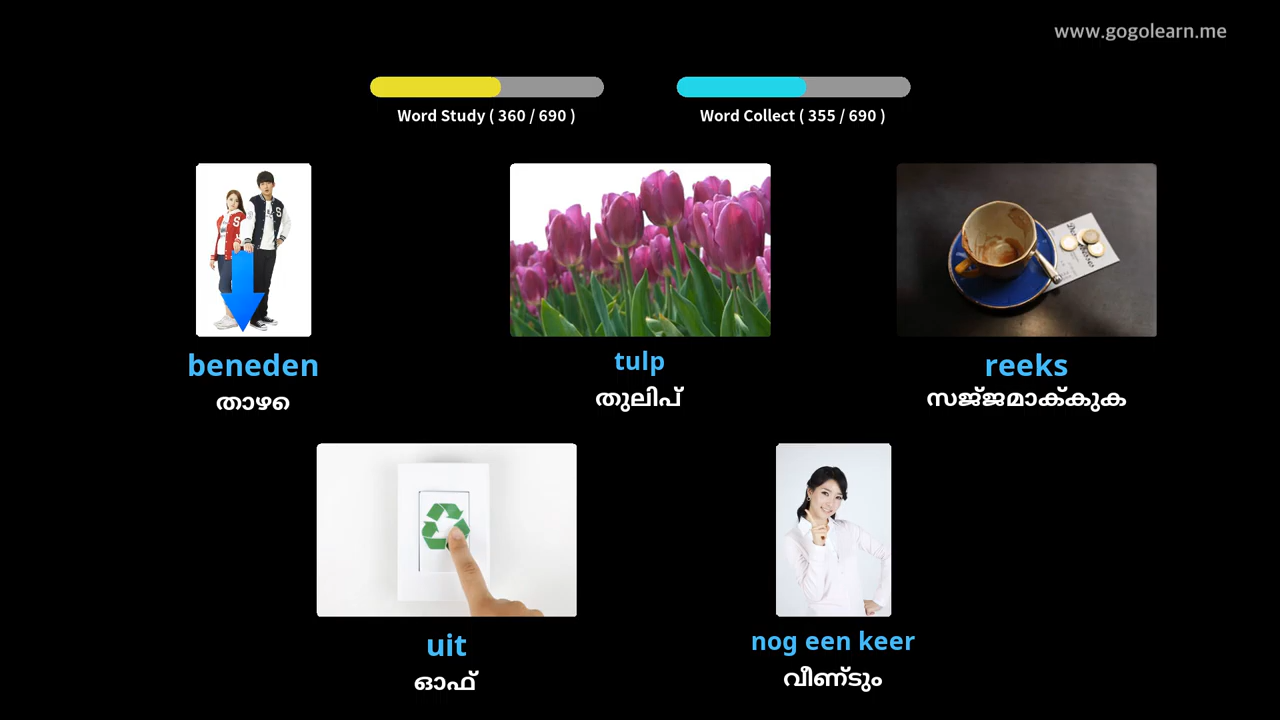 www.gogolearn.me
Word Study ( 360 / 690 )
Word Collect ( 355 / 690 )
beneden
താഴെ
tulp
തുലിപ്
reeks
സജ്ജമാക്കുക
uit
ഓഫ്
nog een keer
വീണ്ടും